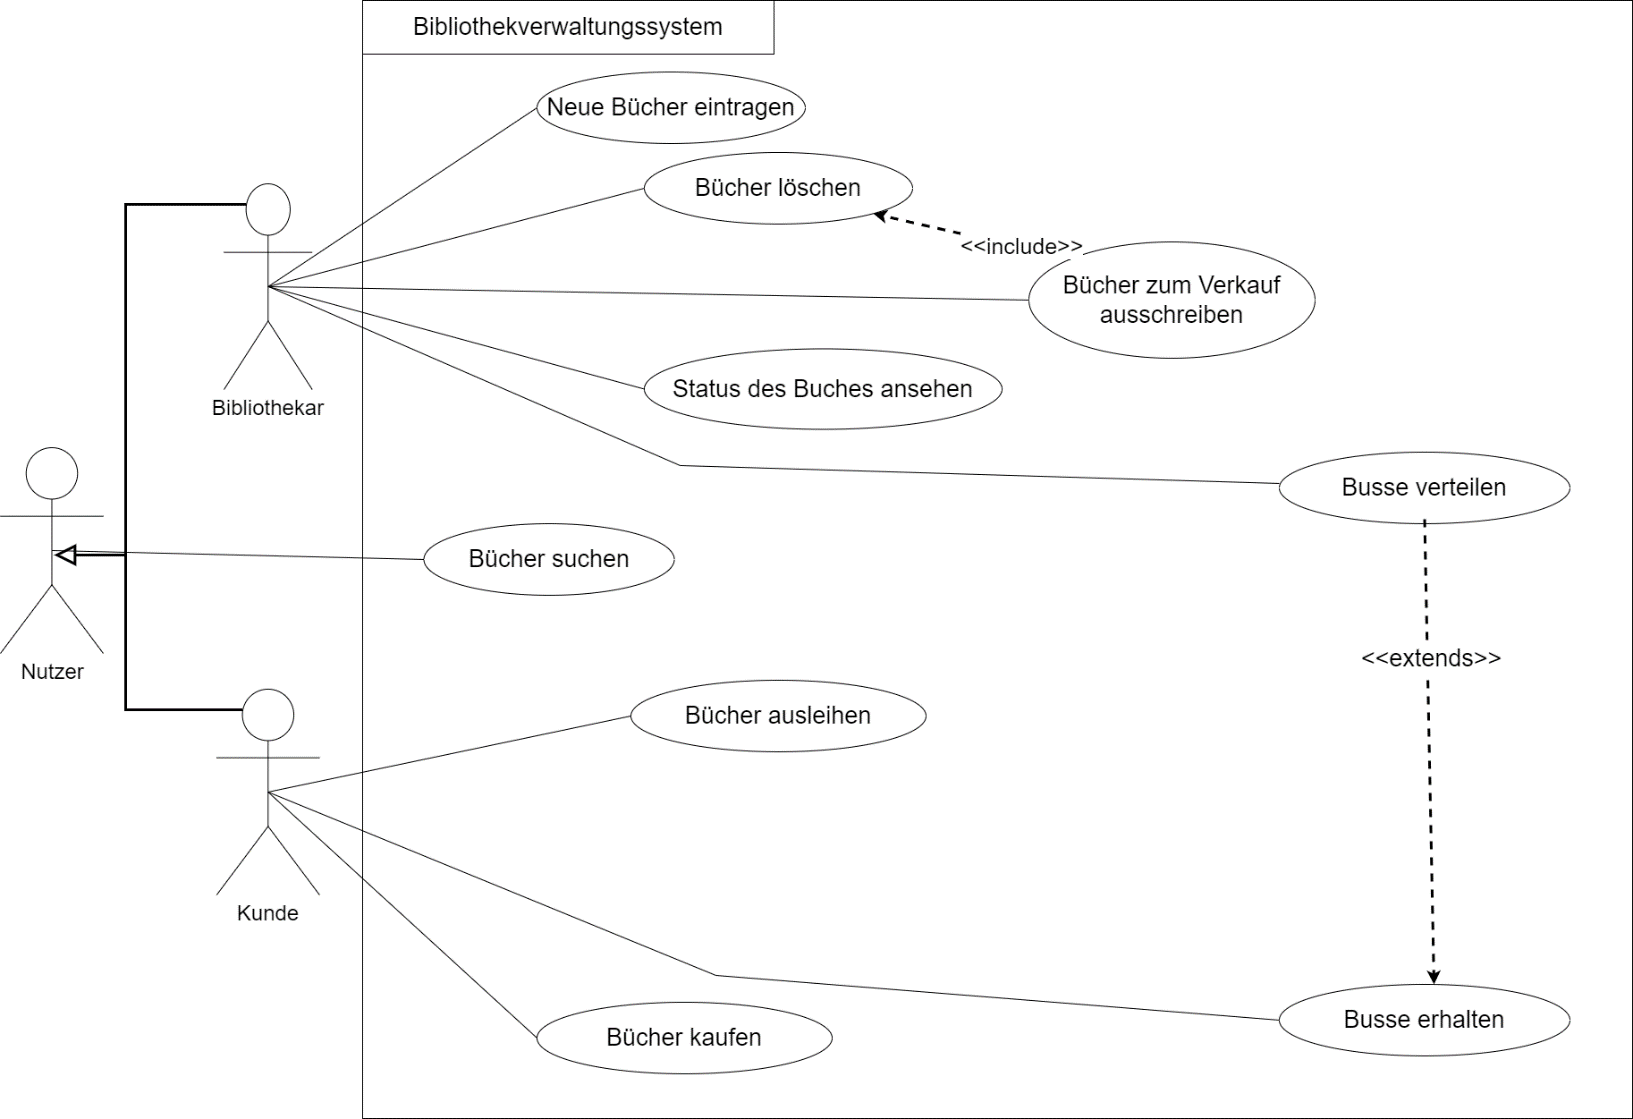 Bibliothekverwaltungssystem
Neue Bücher eintragen
Bücher löschen
<<include>>
Bücher zum Verkauf
ausschreiben
Status des Buches ansehen
Bibliothekar
Busse verteilen
Bücher suchen
Nutzer
<<extends>>
Bücher ausleihen
Kunde
Busse erhalten
Bücher kaufen